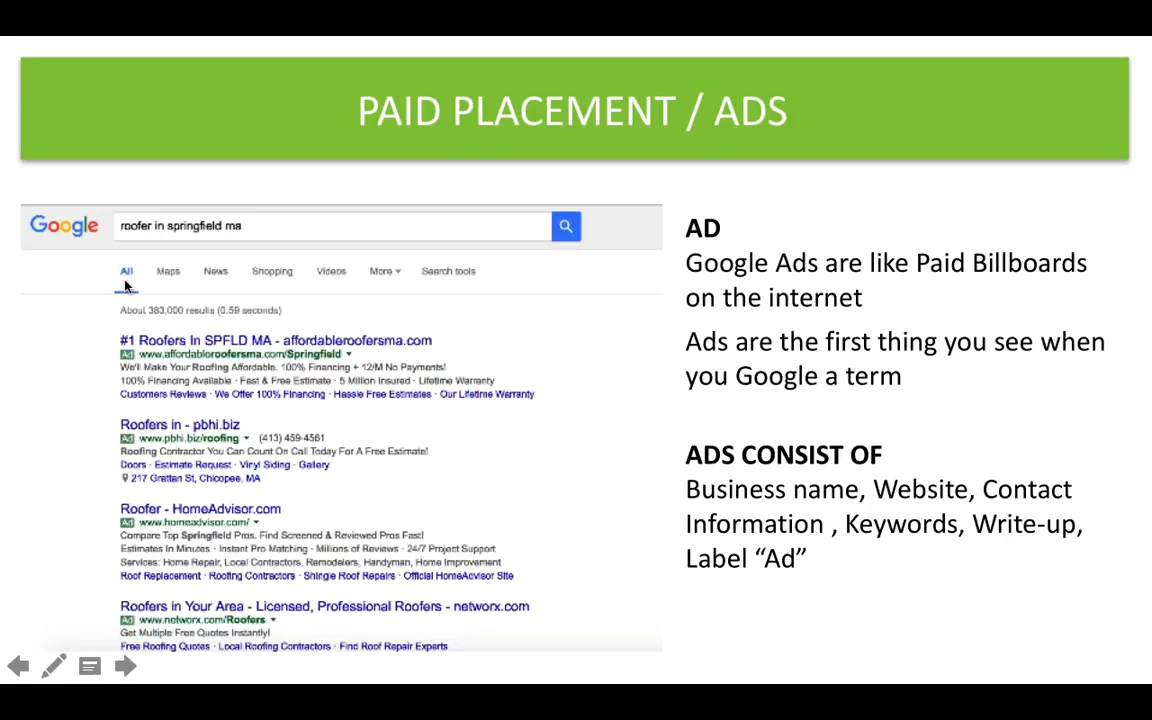 PAID PLACEMENT / ADS
Google
roofer in springfield ma
All Maps News Shopping Videos More Search tools
About 383,000 results (0.59 seconds)
#1 Roofers In SPFLD MA - affordableroofersma.com
Ad www.affordableroofersma.com/Springfield
We'll Make Your Roofing Affordable. 100% Financing + 12/M No Payments!
100% Financing Available · Fast & Free Estimate · 5 Million Insured · Lifetime Warranty
Customers Reviews · We Offer 100% Financing · Hassle Free Estimates · Our Lifetime Warranty
Roofers in - pbhi.biz
Ad www.pbhi.biz/roofing (413) 459-4561
Roofing Contractor You Can Count On Call Today For A Free Estimate!
Doors · Estimate Request · Vinyl Siding · Gallery
217 Grattan St, Chicopee, MA
Roofer - HomeAdvisor.com
Ad www.homeadvisor.com/
Compare Top Springfield Pros. Find Screened & Reviewed Pros Fast!
Estimates In Minutes · Instant Pro Matching · Millions of Reviews · 24/7 Project Support
Services: Home Repair, Local Contractors, Remodelers, Handyman, Home Improvement
Roof Replacement · Roofing Contractors · Shingle Roof Repairs · Official HomeAdvisor Site
Roofers in Your Area - Licensed, Professional Roofers - networx.com
Ad www.networx.com/Roofers
Get Multiple Free Quotes Instantly!
Free Roofing Quotes · Local Roofing Contractors · Find Roof Repair Experts
AD
Google Ads are like Paid Billboards
on the internet
Ads are the first thing you see when
you Google a term
ADS CONSIST OF
Business name, Website, Contact
Information , Keywords, Write-up,
Label “Ad”